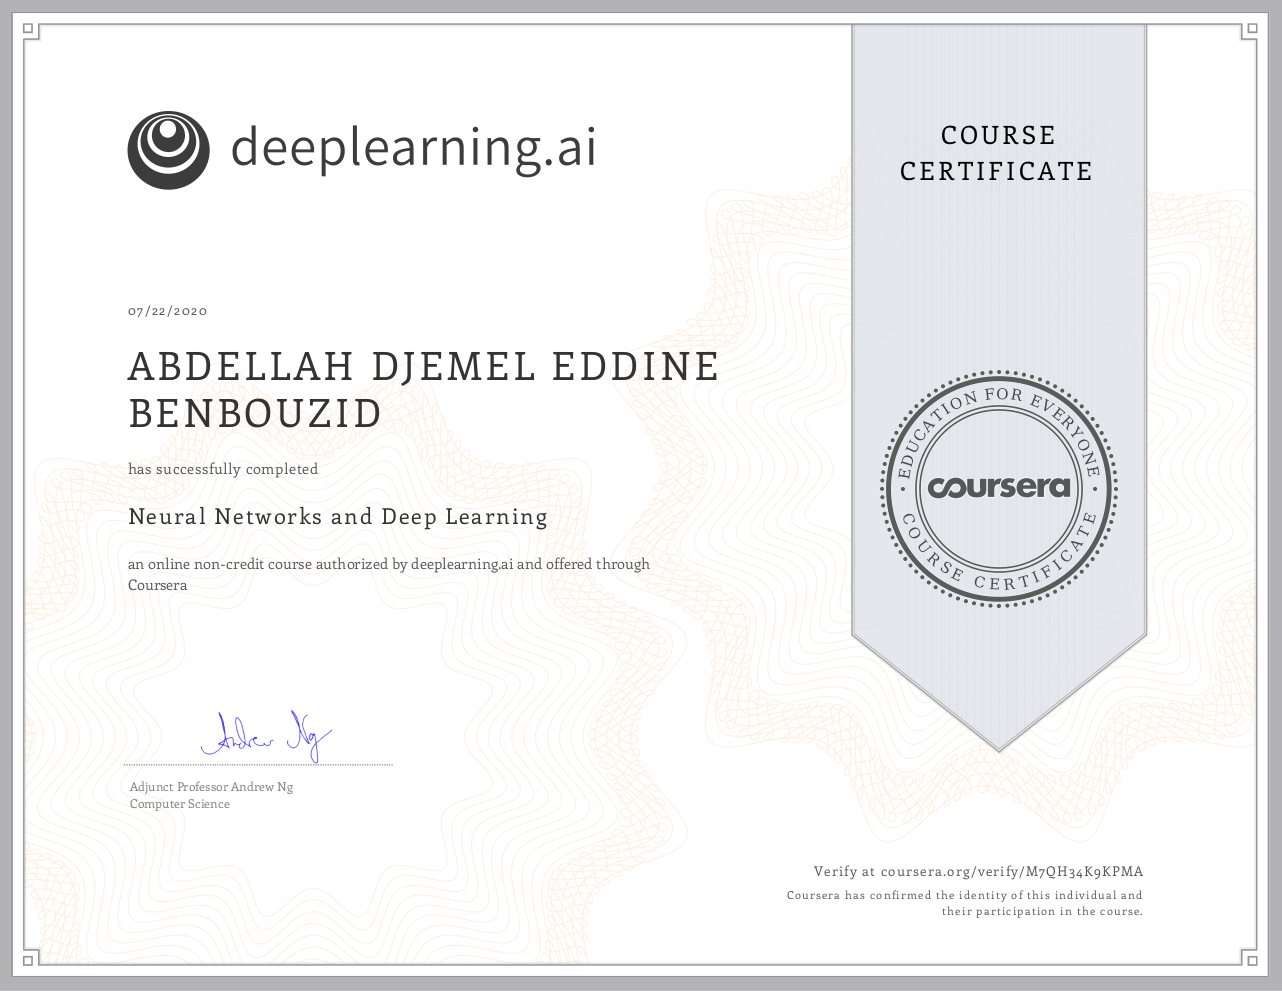 deeplearning.ai
COURSE
CERTIFICATE
07/22/2020
ABDELLAH DJEMEL EDDINE
BENBOUZID
has successfully completed
Neural Networks and Deep Learning
an online non-credit course authorized by deeplearning.ai and offered through
Coursera
EDUCATION FOR EVERYONE
coursera
COURSE CERTIFICATE
Andrew Ng
Adjunct Professor Andrew Ng
Computer Science
Verify at coursera.org/verify/M7QH34K9KPMA
Coursera has confirmed the identity of this individual and
their participation in the course.